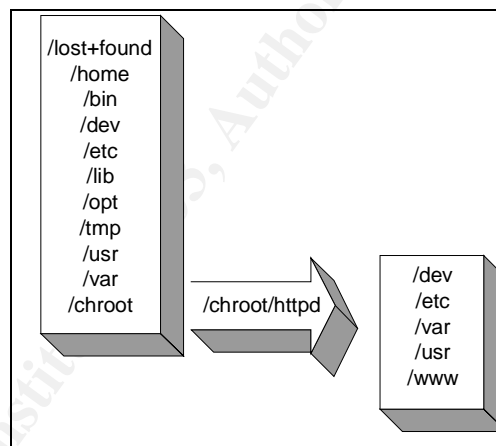 /lost+found
/home
/bin
/dev
/etc
/lib
/opt
/tmp
/usr
/var
/chroot
/chroot/httpd
/dev
/etc
/var
/usr
/www